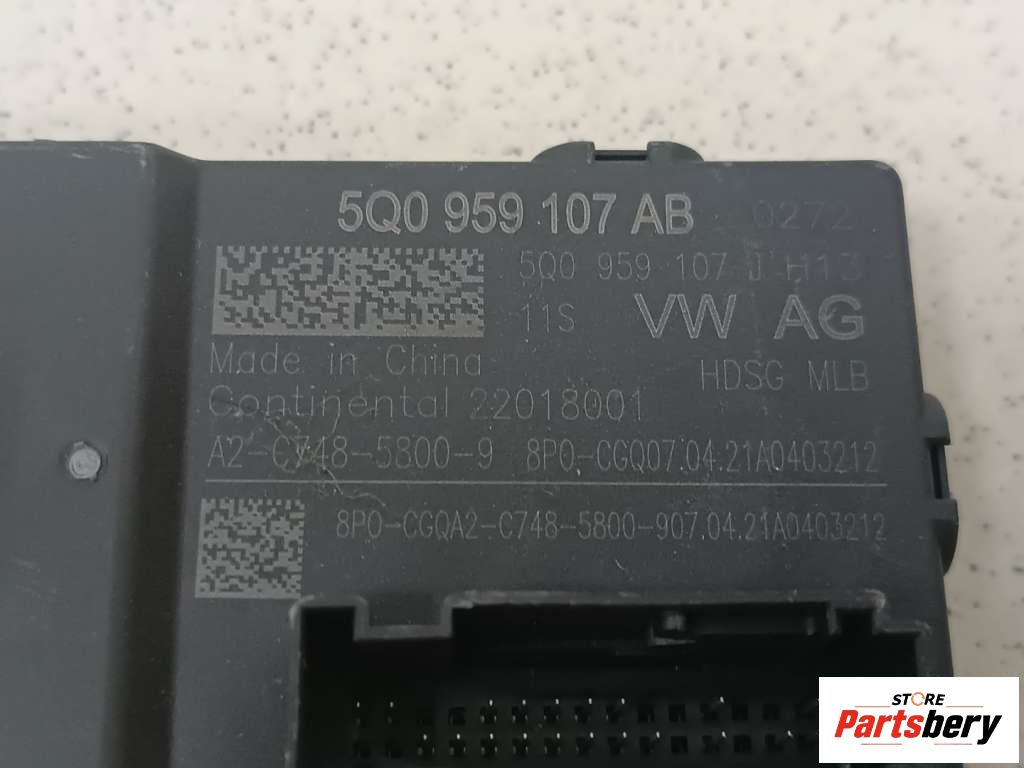 5Q0 959 107 AB 0272
5Q0 959 107 J H13
11S VW AG
Made in China HDSG MLB
Continental 22018001
A2-C748-5800-9 8P0-CGQ07.04.21A0403212
8P0-CGQA2-C748-5800-907.04.21A0403212
STORE
Partsbery